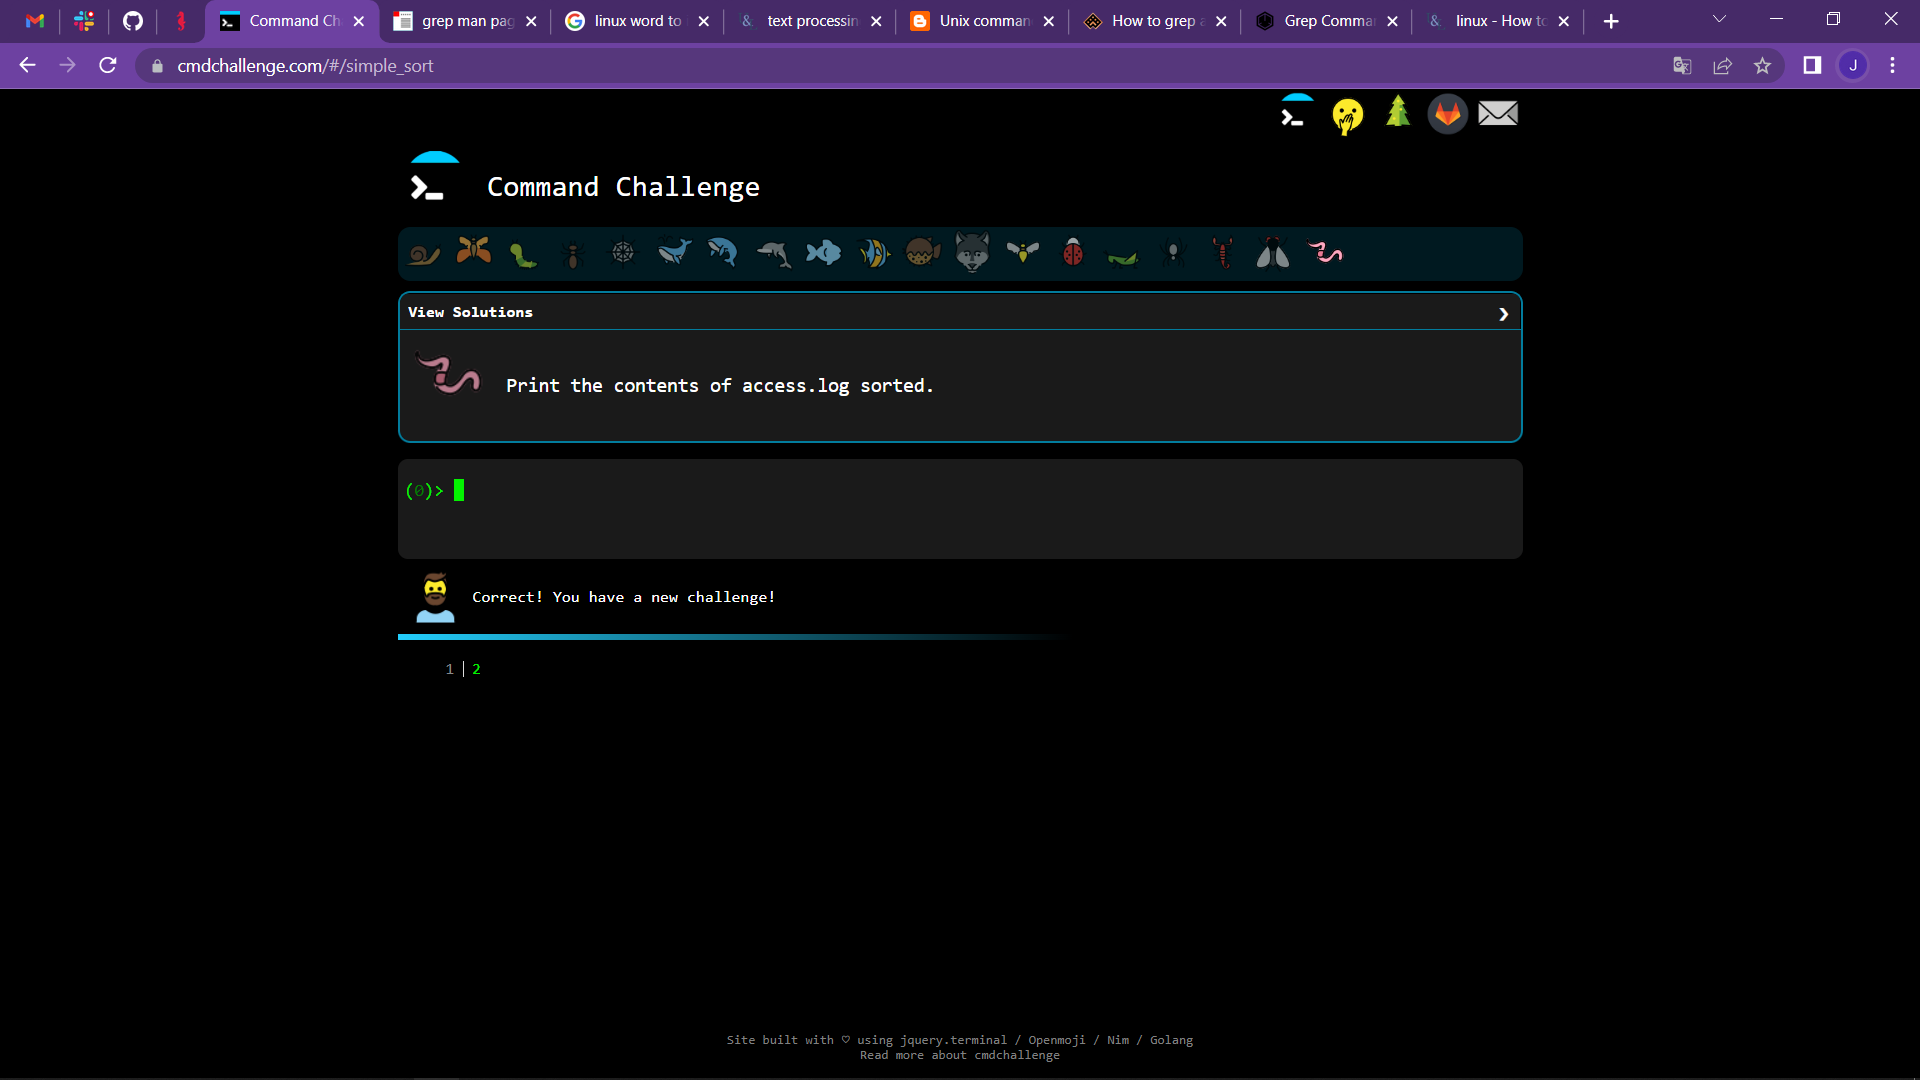 Command Ch
grep man pag
linux word to
text processin
Unix comman
How to grep a
Grep Comma
linux - How to
cmdchallenge.com/#/simple_sort
J
Command Challenge
View Solutions
Print the contents of access.log sorted.
(0)>
Correct! You have a new challenge!
1 | 2
Site built with ♡ using jquery.terminal / Openmoji / Nim / Golang
Read more about cmdchallenge